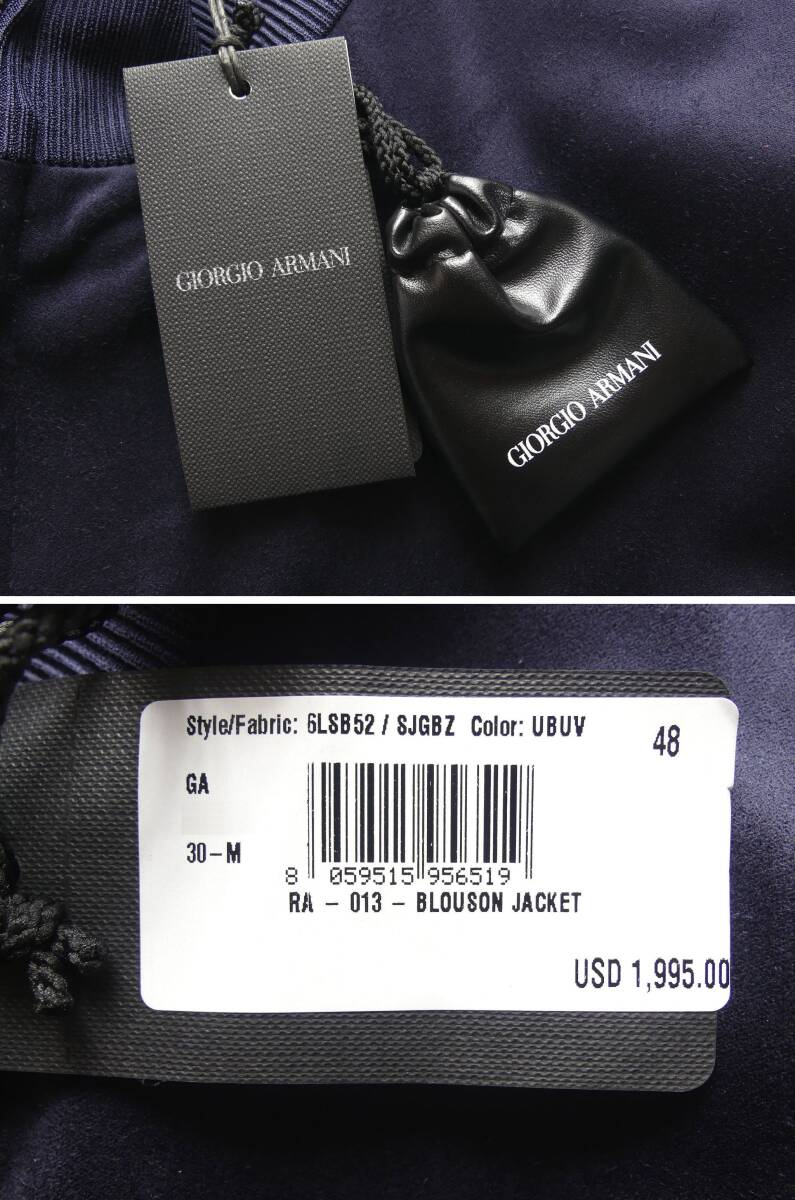 GIORGIO ARMANI
GIORGIO ARMANI
Style/Fabric: 6LSB52 / SJGBZ Color: UBUV
48
GA
30-M
8 059515 956519
RA - 013 - BLOUSON JACKET
USD 1,995.00